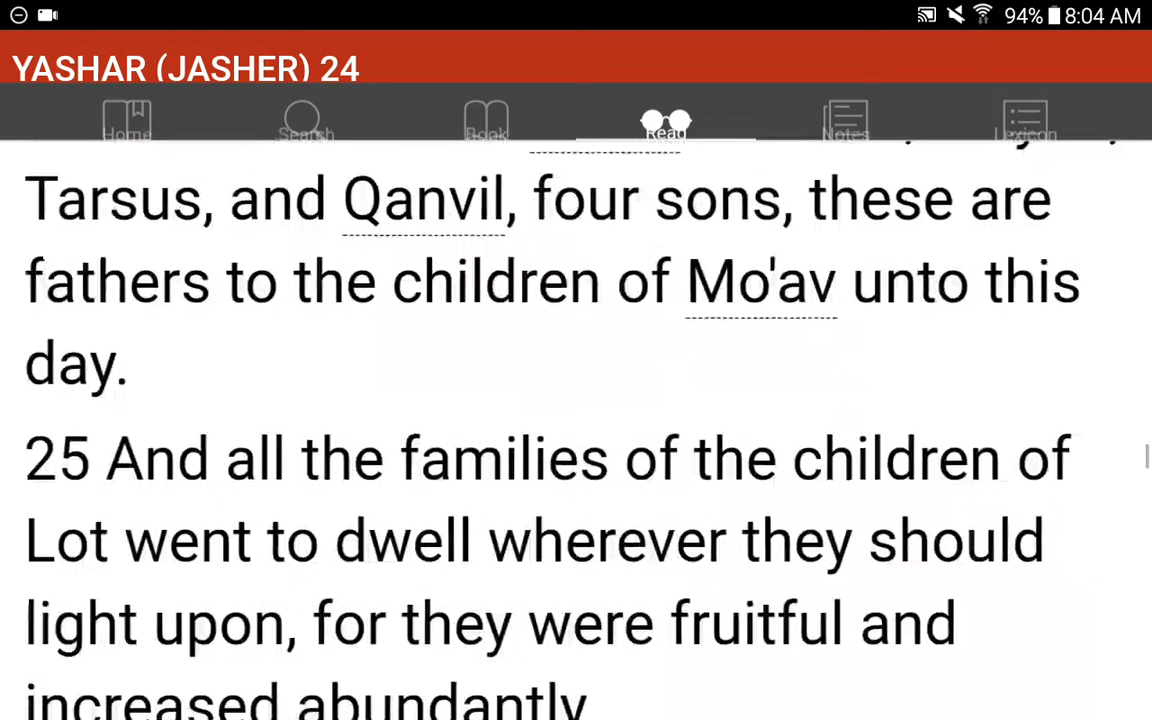 94% 8:04 AM
YASHAR (JASHER) 24
Home Search Book Read Notes Lexicon
Tarsus, and Qanvil, four sons, these are
fathers to the children of Mo'av unto this
day.
25 And all the families of the children of
Lot went to dwell wherever they should
light upon, for they were fruitful and
increased abundantly